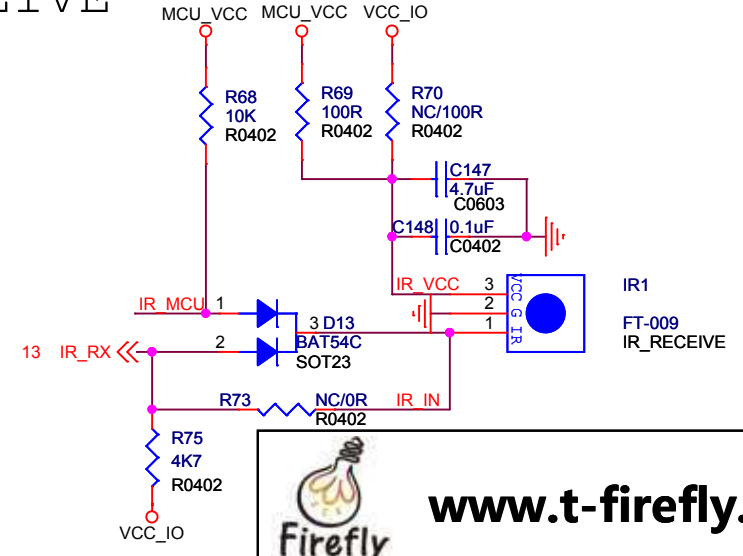 MCU_VCC MCU_VCC VCC_IO
R68
10K
R0402
R69
100R
R0402
R70
NC/100R
R0402
C147
4.7uF
C0603
C148 0.1uF
C0402
IR_VCC 3
2
1
VCC
G
IR
IR1
FT-009
IR_RECEIVE
IR_MCU 1
3 D13
BAT54C
SOT23
13 IR_RX 2
R73 NC/0R IR_IN
R0402
R75
4K7
R0402
VCC_IO
Firefly
www.t-firefly.